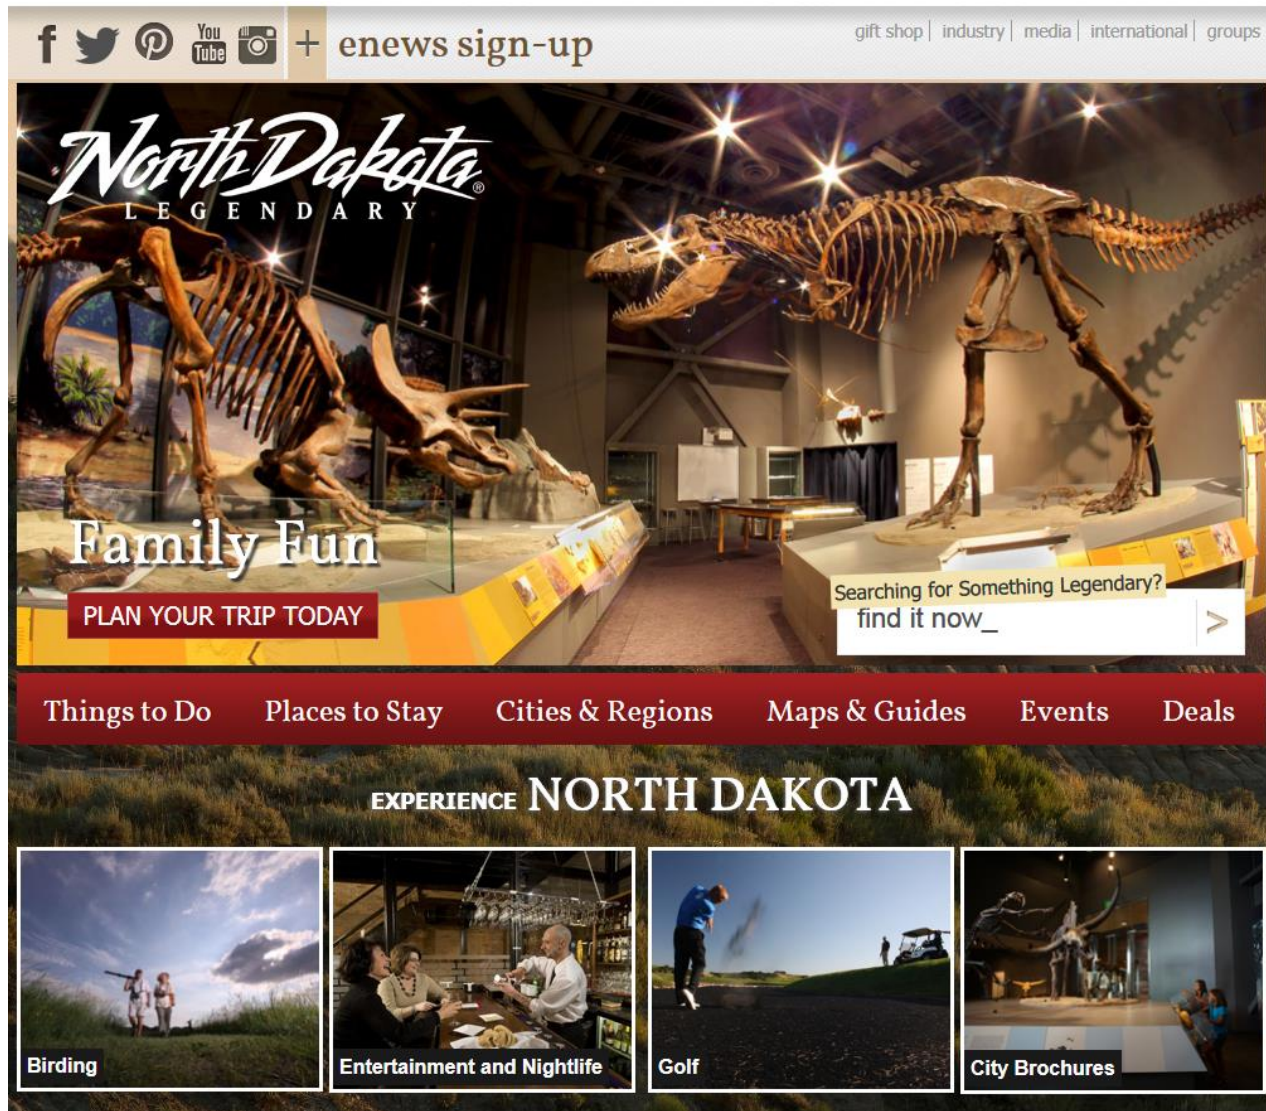 f
You
Tube
+
enews sign-up
gift shop | industry | media | international | groups
North Dakota®
LEGENDARY
Family Fun
PLAN YOUR TRIP TODAY
Searching for Something Legendary?
find it now_
>
Things to Do
Places to Stay
Cities & Regions
Maps & Guides
Events
Deals
EXPERIENCE NORTH DAKOTA
Birding
Entertainment and Nightlife
Golf
City Brochures